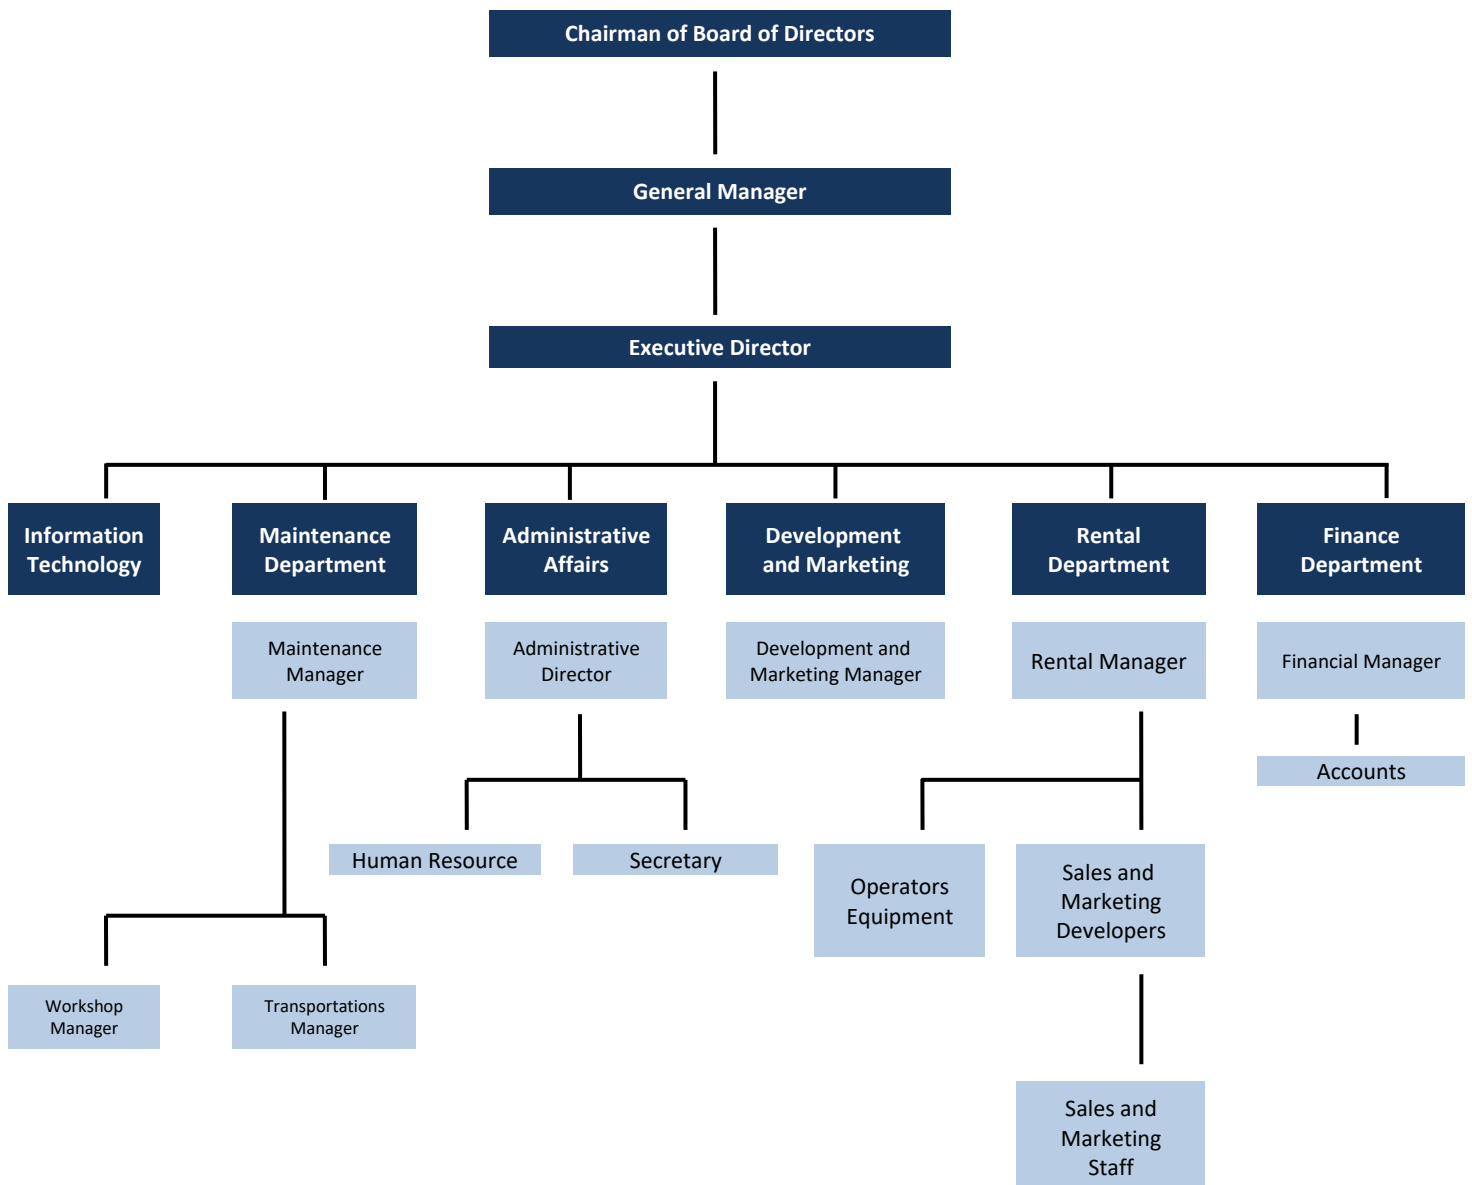 Chairman of Board of Directors
General Manager
Executive Director
Information
Technology
Maintenance
Department
Administrative
Affairs
Development
and Marketing
Rental
Department
Finance
Department
Maintenance
Manager
Administrative
Director
Development and
Marketing Manager
Rental Manager
Financial Manager
Accounts
Human Resource
Secretary
Operators
Equipment
Sales and
Marketing
Developers
Workshop
Manager
Transportations
Manager
Sales and
Marketing
Staff